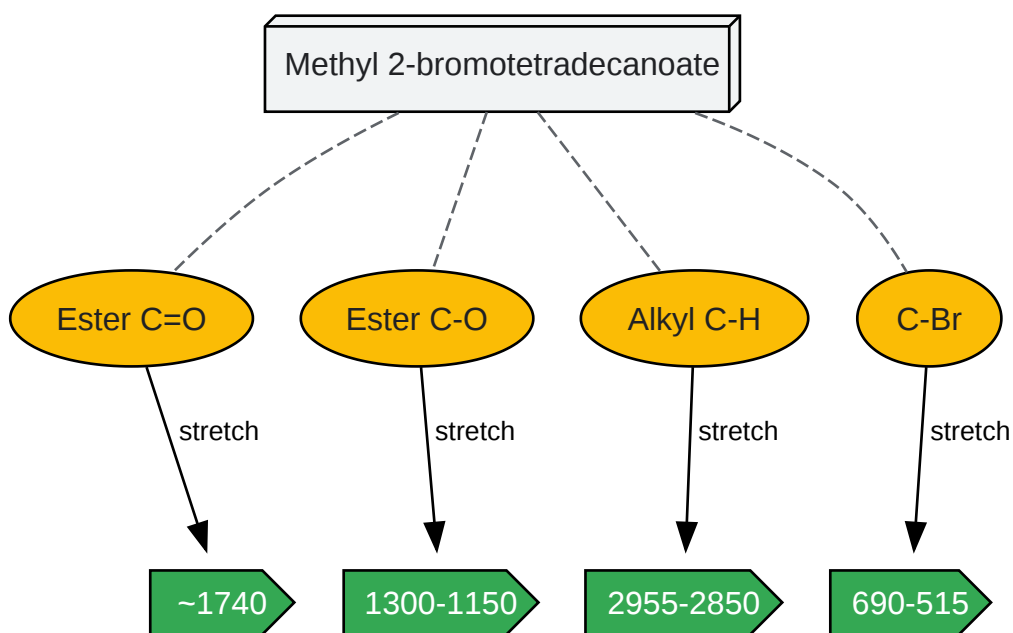 Methyl 2-bromotetradecanoate
Ester C=O
Ester C-O
Alkyl C-H
C-Br
stretch
stretch
stretch
stretch
~1740
1300-1150
2955-2850
690-515